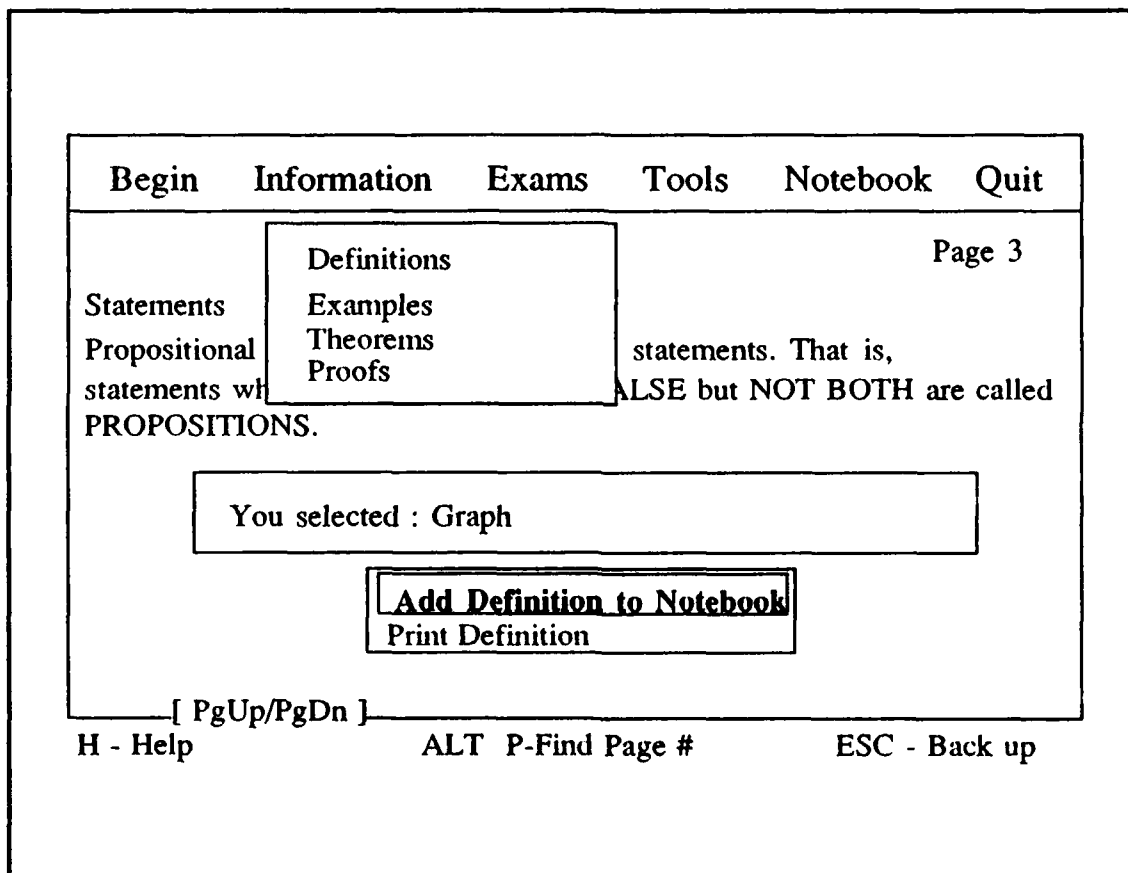 Begin Information Exams Tools Notebook Quit
Page 3
Definitions
Examples
Theorems
Proofs
Statements
Propositional statements. That is,
statements wh ALSE but NOT BOTH are called
PROPOSITIONS.
You selected : Graph
Add Definition to Notebook
Print Definition
[ PgUp/PgDn ]
H - Help ALT P-Find Page # ESC - Back up